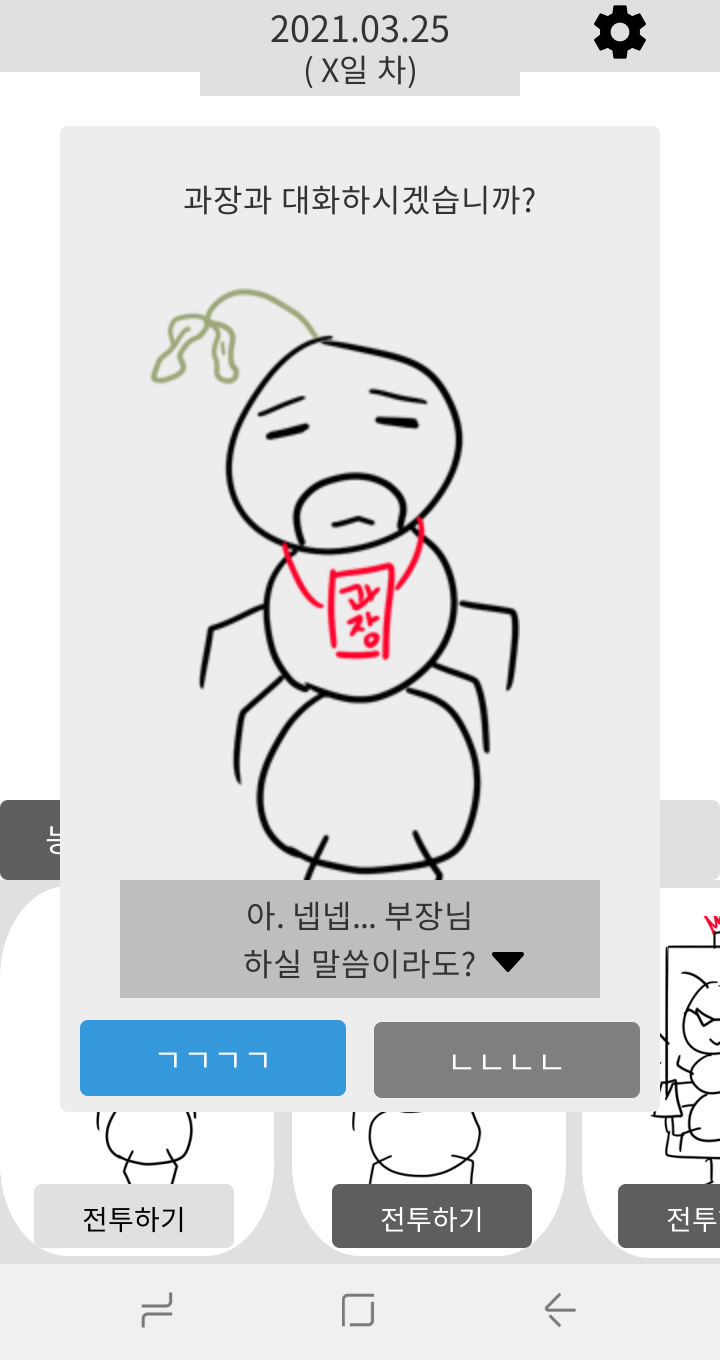 2021.03.25
( X일 차)
과장과 대화하시겠습니까?
과
장
아. 넵넵... 부장님
하실 말씀이라도?
ㄱㄱㄱㄱ
ㄴㄴㄴㄴ
전투하기
전투하기
전투